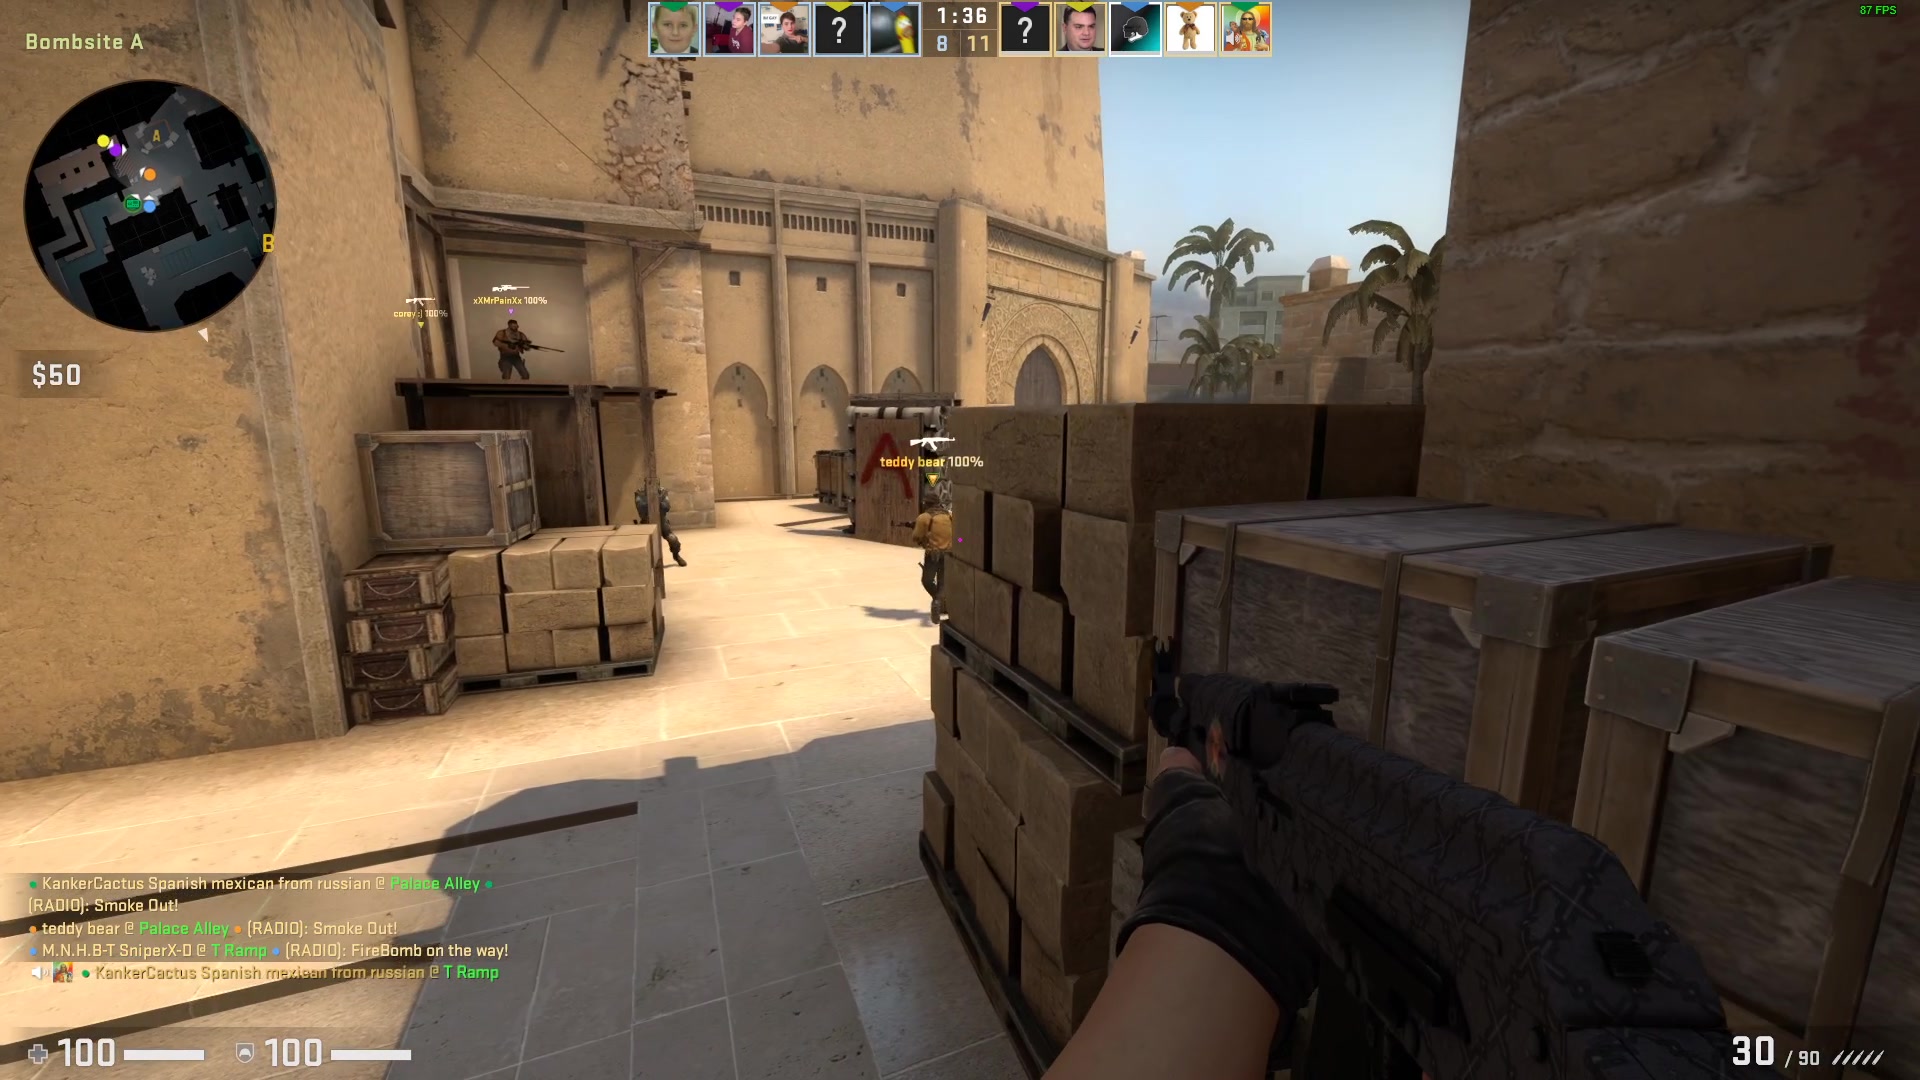 87 FPS
Bombsite A
? 1:36 ?
8 11
A
B
$50
xXMrPainXx 100%
corey :] 100%
A
teddy bear 100%
• KankerCactus Spanish mexican from russian @ Palace Alley •
(RADIO): Smoke Out!
• teddy bear @ Palace Alley • (RADIO): Smoke Out!
• M.N.H.B-T SniperX-D @ T Ramp • (RADIO): FireBomb on the way!
• KankerCactus Spanish mexican from russian @ T Ramp
100 100
30 / 90